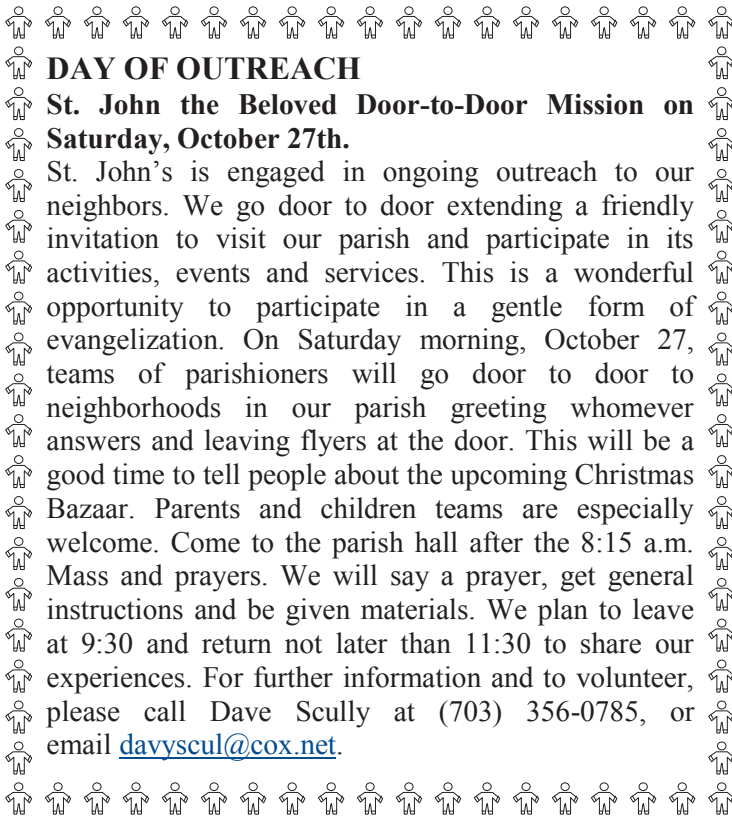 DAY OF OUTREACH
St. John the Beloved Door-to-Door Mission on
Saturday, October 27th.
St. John’s is engaged in ongoing outreach to our
neighbors. We go door to door extending a friendly
invitation to visit our parish and participate in its
activities, events and services. This is a wonderful
opportunity to participate in a gentle form of
evangelization. On Saturday morning, October 27,
teams of parishioners will go door to door to
neighborhoods in our parish greeting whomever
answers and leaving flyers at the door. This will be a
good time to tell people about the upcoming Christmas
Bazaar. Parents and children teams are especially
welcome. Come to the parish hall after the 8:15 a.m.
Mass and prayers. We will say a prayer, get general
instructions and be given materials. We plan to leave
at 9:30 and return not later than 11:30 to share our
experiences. For further information and to volunteer,
please call Dave Scully at (703) 356-0785, or
email davyscul@cox.net.